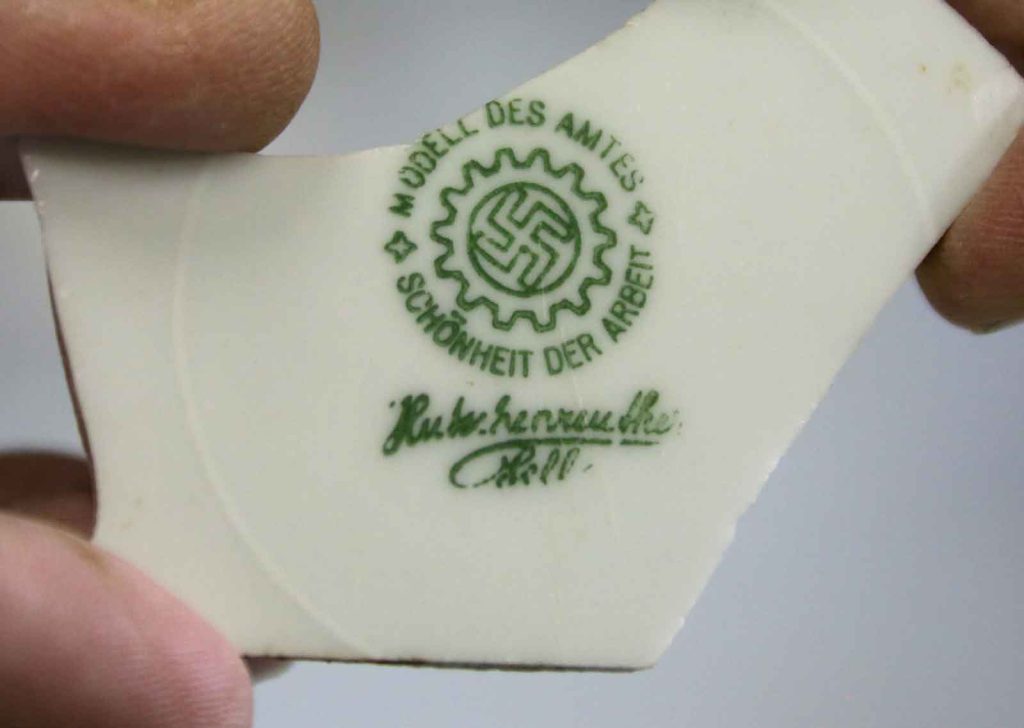 MODELL DES AMTES
SCHÖNHEIT DER ARBEIT
Hutschenreuther
Selb